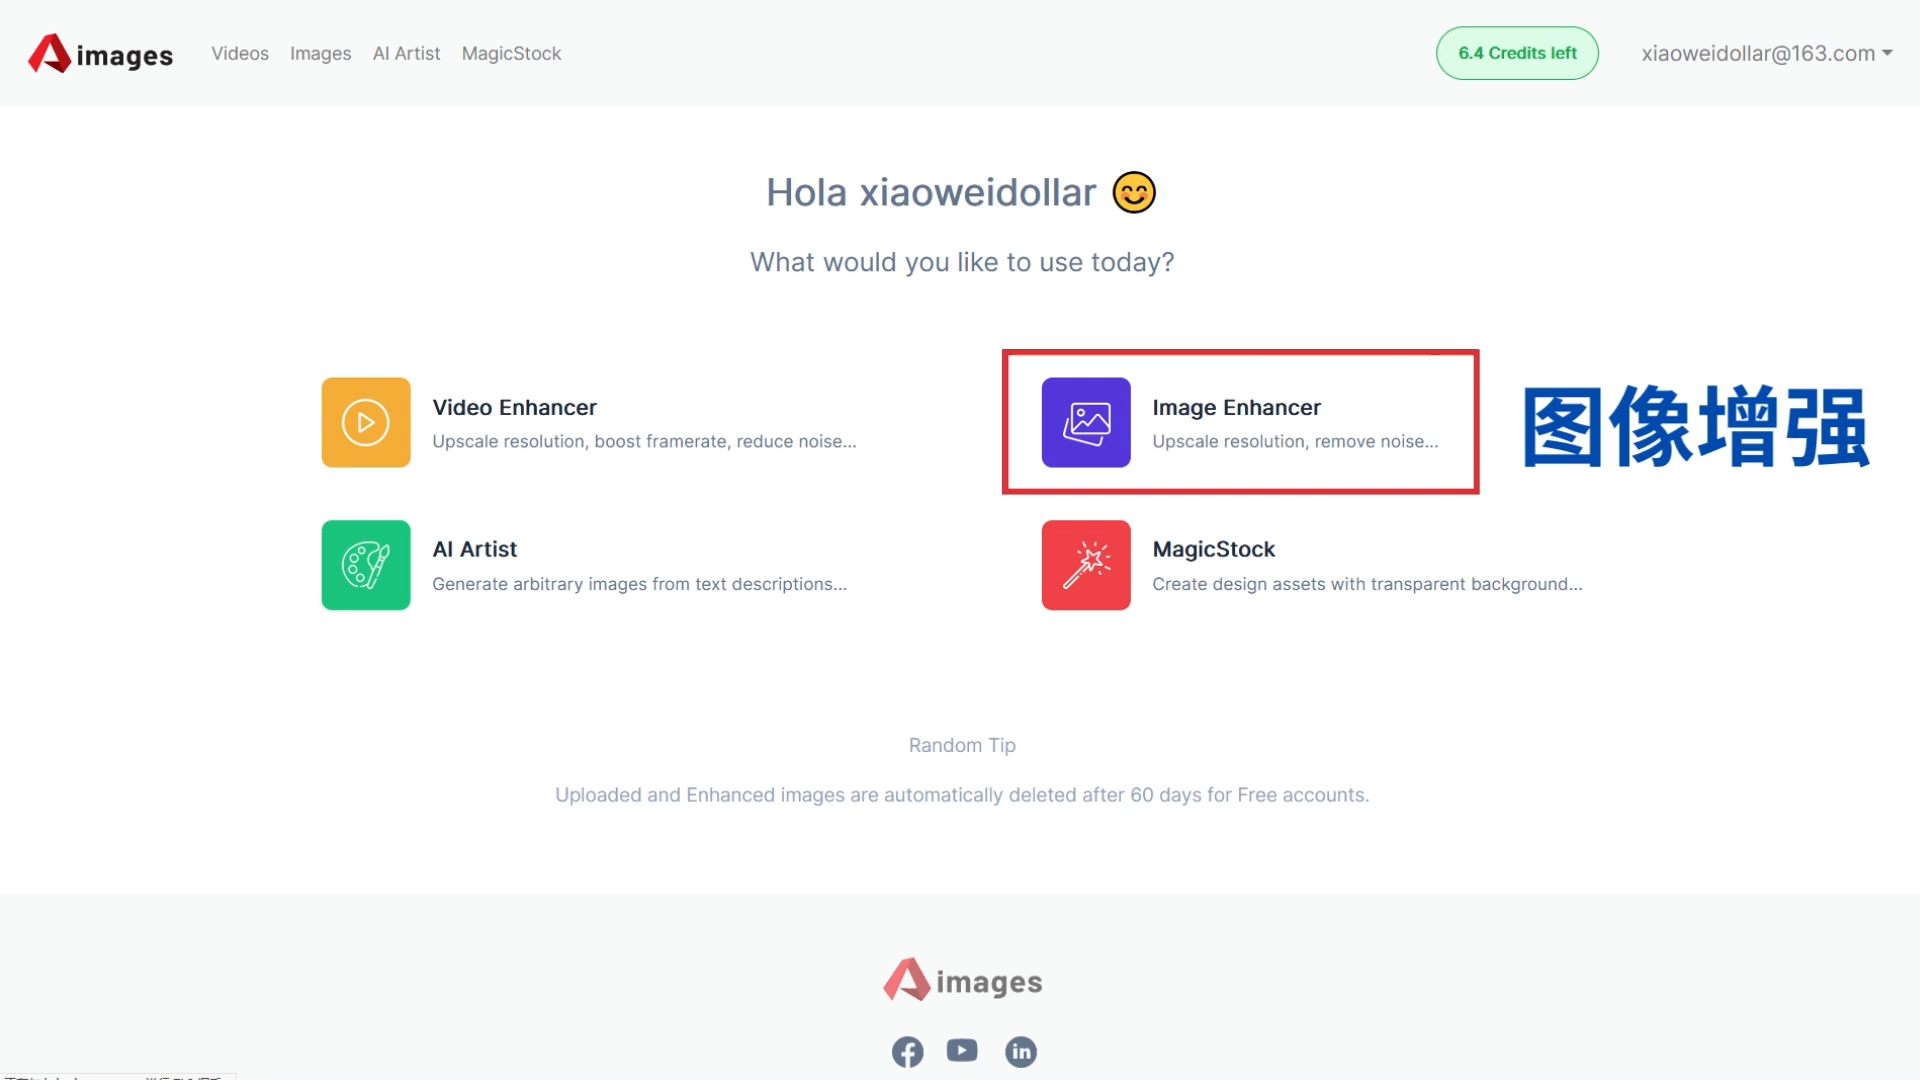 images
Videos Images AI Artist MagicStock
6.4 Credits left
xiaoweidollar@163.com
Hola xiaoweidollar 😊
What would you like to use today?
Video Enhancer
Upscale resolution, boost framerate, reduce noise...
Image Enhancer
Upscale resolution, remove noise...
图像增强
AI Artist
Generate arbitrary images from text descriptions...
MagicStock
Create design assets with transparent background...
Random Tip
Uploaded and Enhanced images are automatically deleted after 60 days for Free accounts.
images